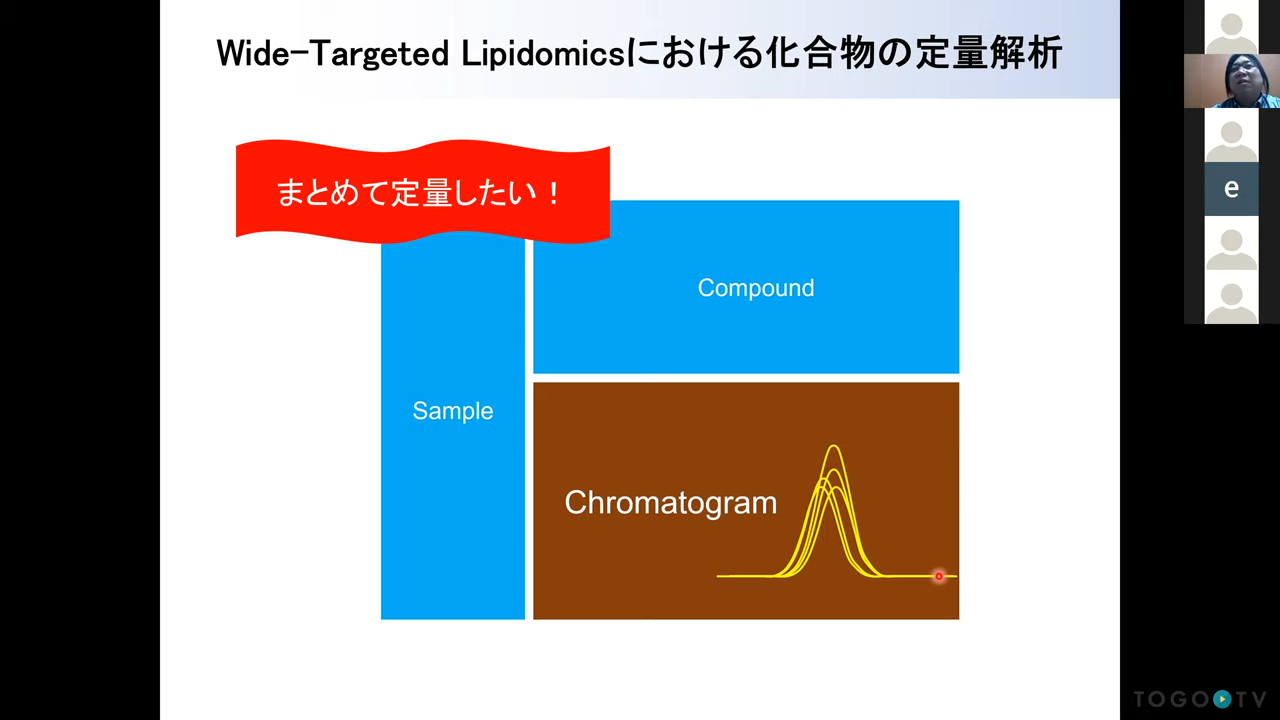 Wide-Targeted Lipidomicsにおける化合物の定量解析
まとめて定量したい！
Compound
Sample
Chromatogram
e
TOGO TV